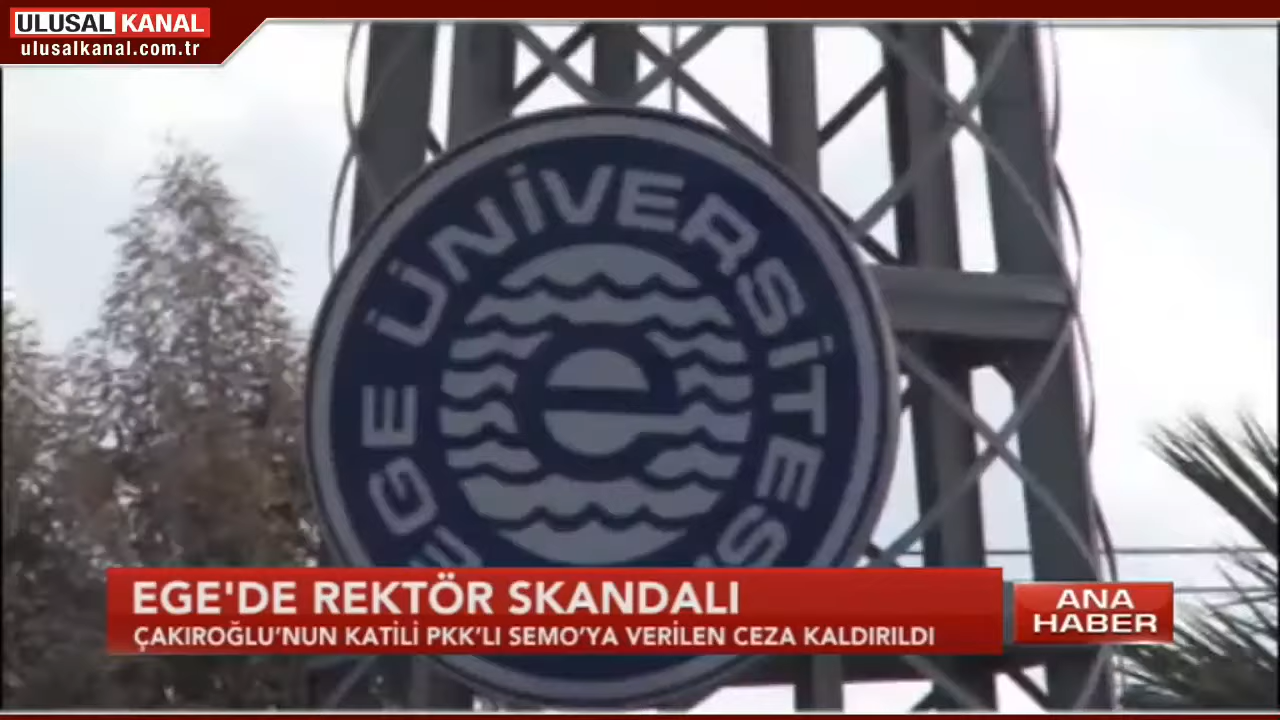 ULUSAL KANAL
ulusalkanal.com.tr
EGE ÜNİVERSİTESİ
EGE'DE REKTÖR SKANDALI
ÇAKIROĞLU'NUN KATİLİ PKK'LI SEMO'YA VERİLEN CEZA KALDIRILDI
ANA
HABER